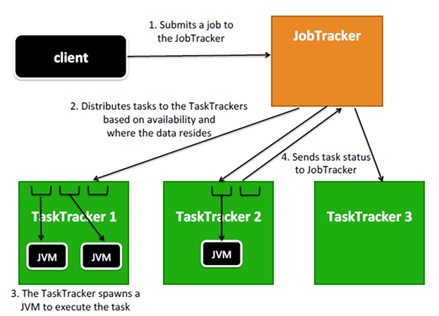 1. Submits a job to
the JobTracker
client
JobTracker
2. Distributes tasks to the TaskTrackers
based on availability and
where the data resides
4. Sends task status
to JobTracker
TaskTracker 1
TaskTracker 2
TaskTracker 3
JVM
JVM
JVM
3. The TaskTracker spawns a
JVM to execute the task